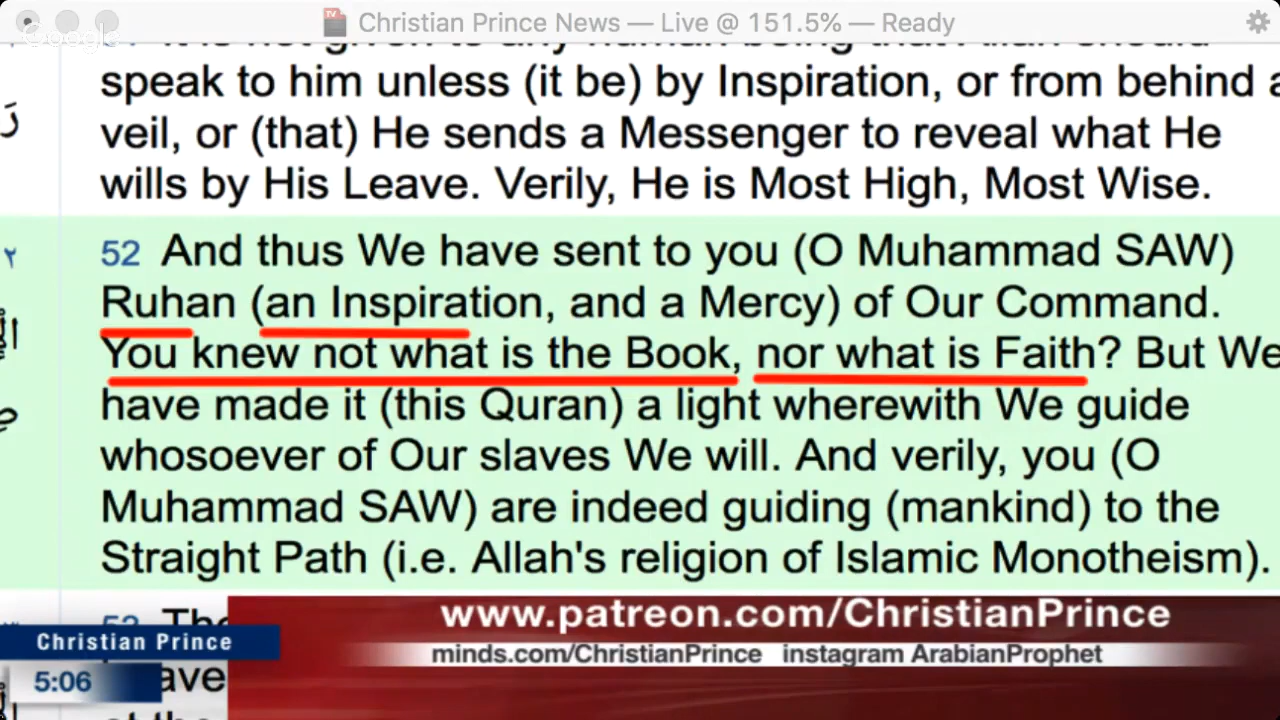 Christian Prince News — Live @ 151.5% — Ready
Google
speak to him unless (it be) by Inspiration, or from behind a
veil, or (that) He sends a Messenger to reveal what He
wills by His Leave. Verily, He is Most High, Most Wise.
52 And thus We have sent to you (O Muhammad SAW)
Ruhan (an Inspiration, and a Mercy) of Our Command.
You knew not what is the Book, nor what is Faith? But We
have made it (this Quran) a light wherewith We guide
whosoever of Our slaves We will. And verily, you (O
Muhammad SAW) are indeed guiding (mankind) to the
Straight Path (i.e. Allah's religion of Islamic Monotheism).
www.patreon.com/ChristianPrince
Christian Prince
minds.com/ChristianPrince instagram ArabianProphet
5:06